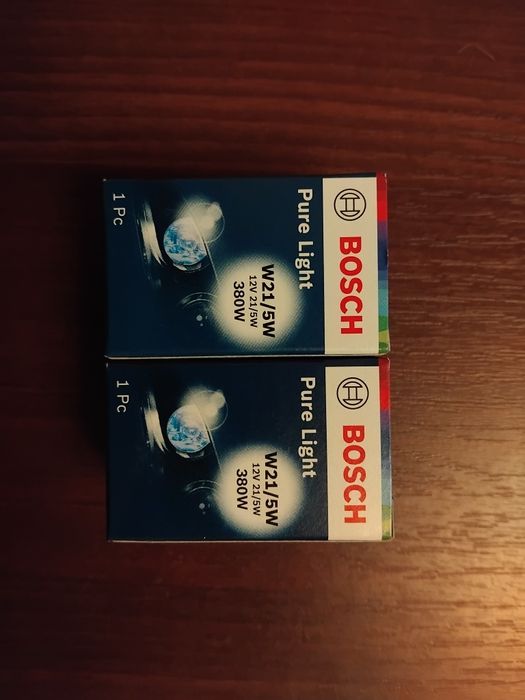 BOSCH
Pure Light
W21/5W
12V 21/5W
380W
1 Pc
BOSCH
Pure Light
W21/5W
12V 21/5W
380W
1 Pc